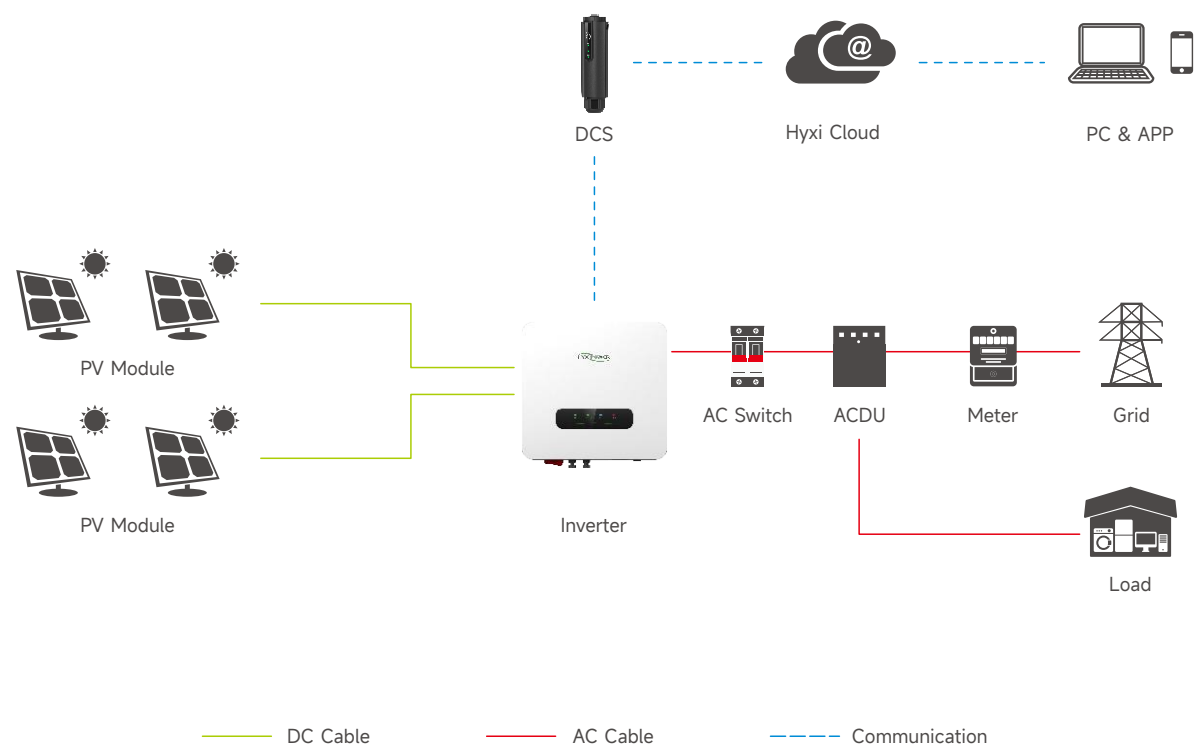 @
DCS
Hyxi Cloud
PC & APP
PV Module
AC Switch
ACDU
Meter
Grid
PV Module
Inverter
Load
DC Cable
AC Cable
Communication